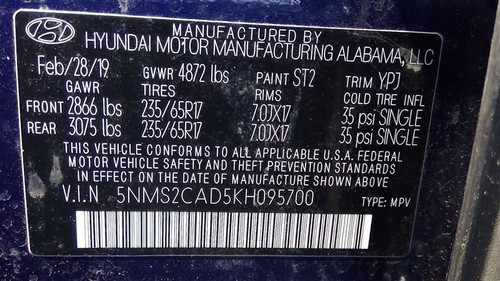 MANUFACTURED BY
HYUNDAI MOTOR MANUFACTURING ALABAMA, LLC
Feb/28/19 GVWR 4872 lbs PAINT ST2 TRIM YPJ
GAWR TIRES RIMS COLD TIRE INFL
FRONT 2866 lbs 235/65R17 7.0JX17 35 psi SINGLE
REAR 3075 lbs 235/65R17 7.0JX17 35 psi SINGLE
THIS VEHICLE CONFORMS TO ALL APPLICABLE U.S.A. FEDERAL
MOTOR VEHICLE SAFETY AND THEFT PREVENTION STANDARDS
IN EFFECT ON THE DATE OF MANUFACTURE SHOWN ABOVE.
V.I.N 5NMS2CAD5KH095700 TYPE: MPV